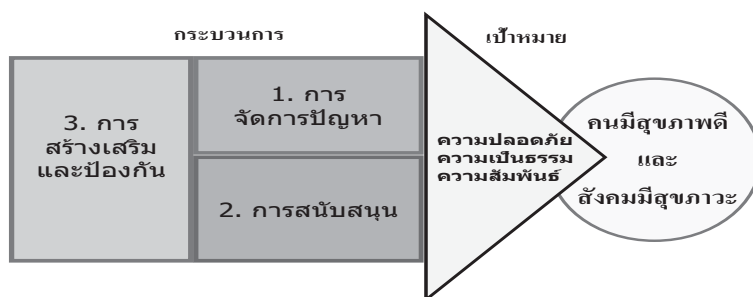 กระบวนการ
เป้าหมาย
3. การ
สร้างเสริม
และป้องกัน
1. การ
จัดการปัญหา
2. การสนับสนุน
ความปลอดภัย
ความเป็นธรรม
ความสัมพันธ์
คนมีสุขภาพดี
และ
สังคมมีสุขภาวะ